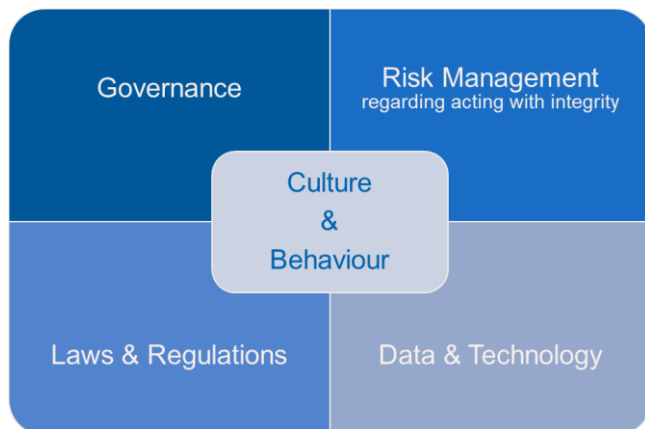 Governance
Risk Management
regarding acting with integrity
Culture
&
Behaviour
Laws & Regulations
Data & Technology